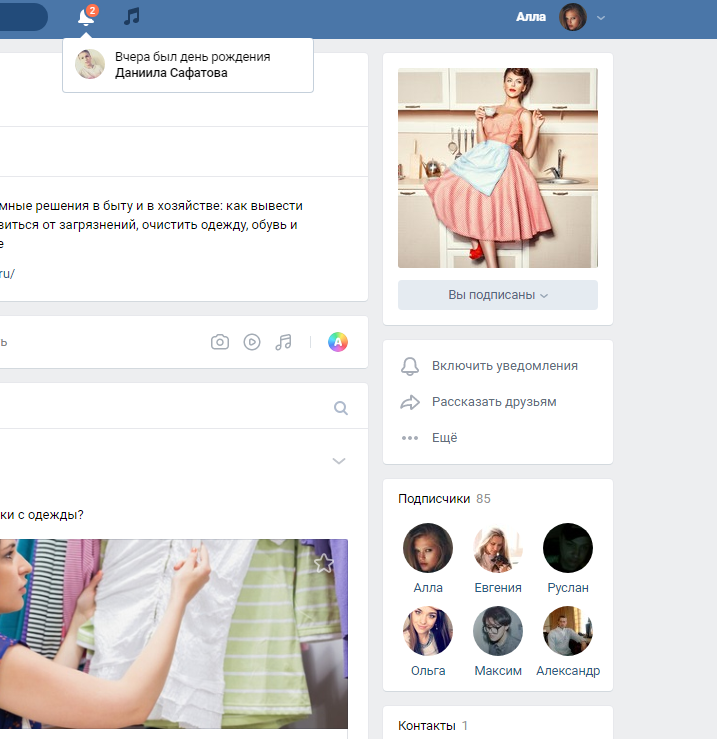 2
Алла
Вчера был день рождения
Даниила Сафатова
мные решения в быту и в хозяйстве: как вывести
виться от загрязнений, очистить одежду, обувь и
е
ru/
ь
A
ки с одежды?
Вы подписаны
Включить уведомления
Рассказать друзьям
Ещё
Подписчики 85
Алла Евгения Руслан
Ольга Максим Александр
Контакты 1